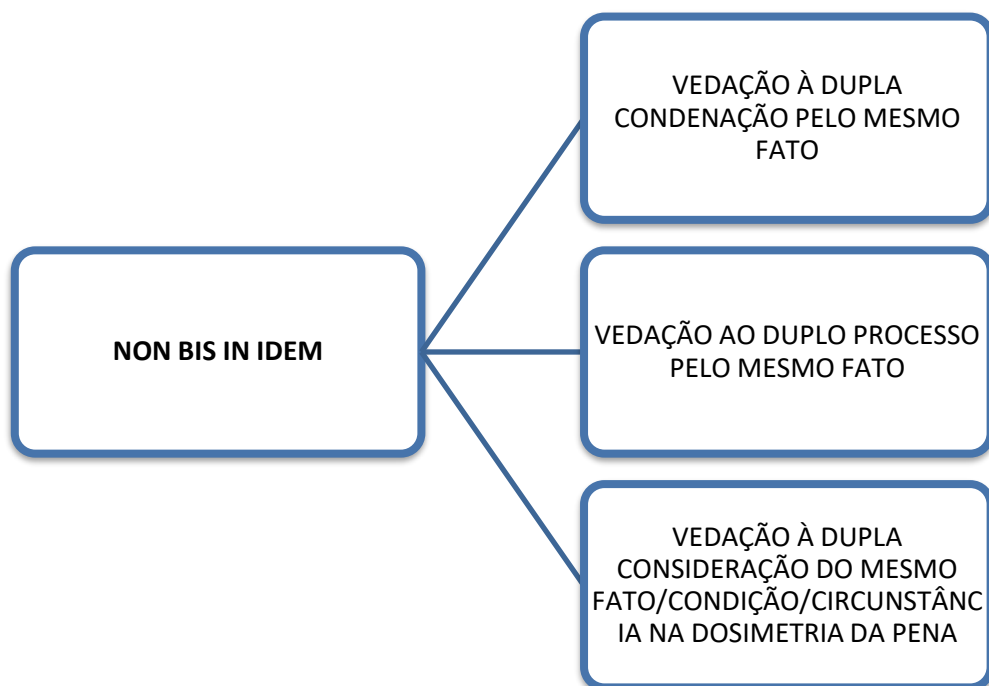 VEDAÇÃO À DUPLA
CONDENAÇÃO PELO MESMO
FATO
NON BIS IN IDEM
VEDAÇÃO AO DUPLO PROCESSO
PELO MESMO FATO
VEDAÇÃO À DUPLA
CONSIDERAÇÃO DO MESMO
FATO/CONDIÇÃO/CIRCUNSTÂNC
IA NA DOSIMETRIA DA PENA